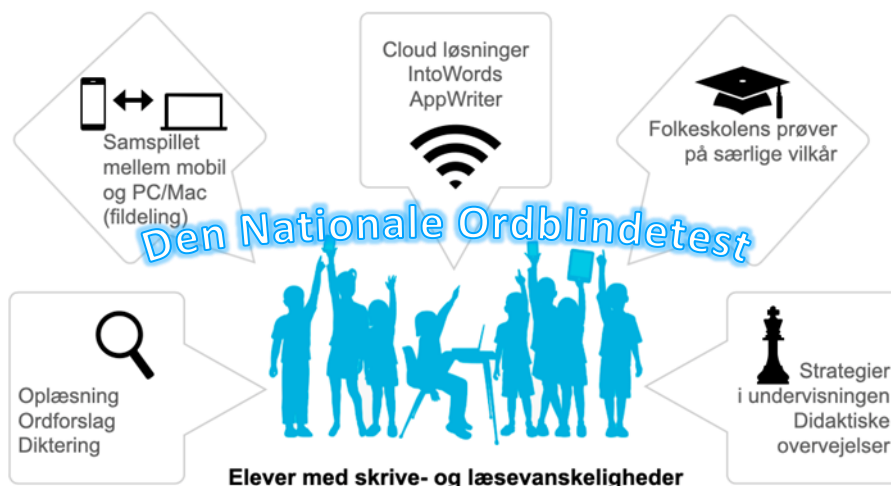 Samspillet
mellem mobil
og PC/Mac
(fildeling)
Cloud løsninger
IntoWords
AppWriter
Folkeskolens prøver
på særlige vilkår
Den Nationale Ordblindetest
Oplæsning
Ordforslag
Diktering
Strategier
i undervisningen
Didaktiske
overvejelser
Elever med skrive- og læsevanskeligheder